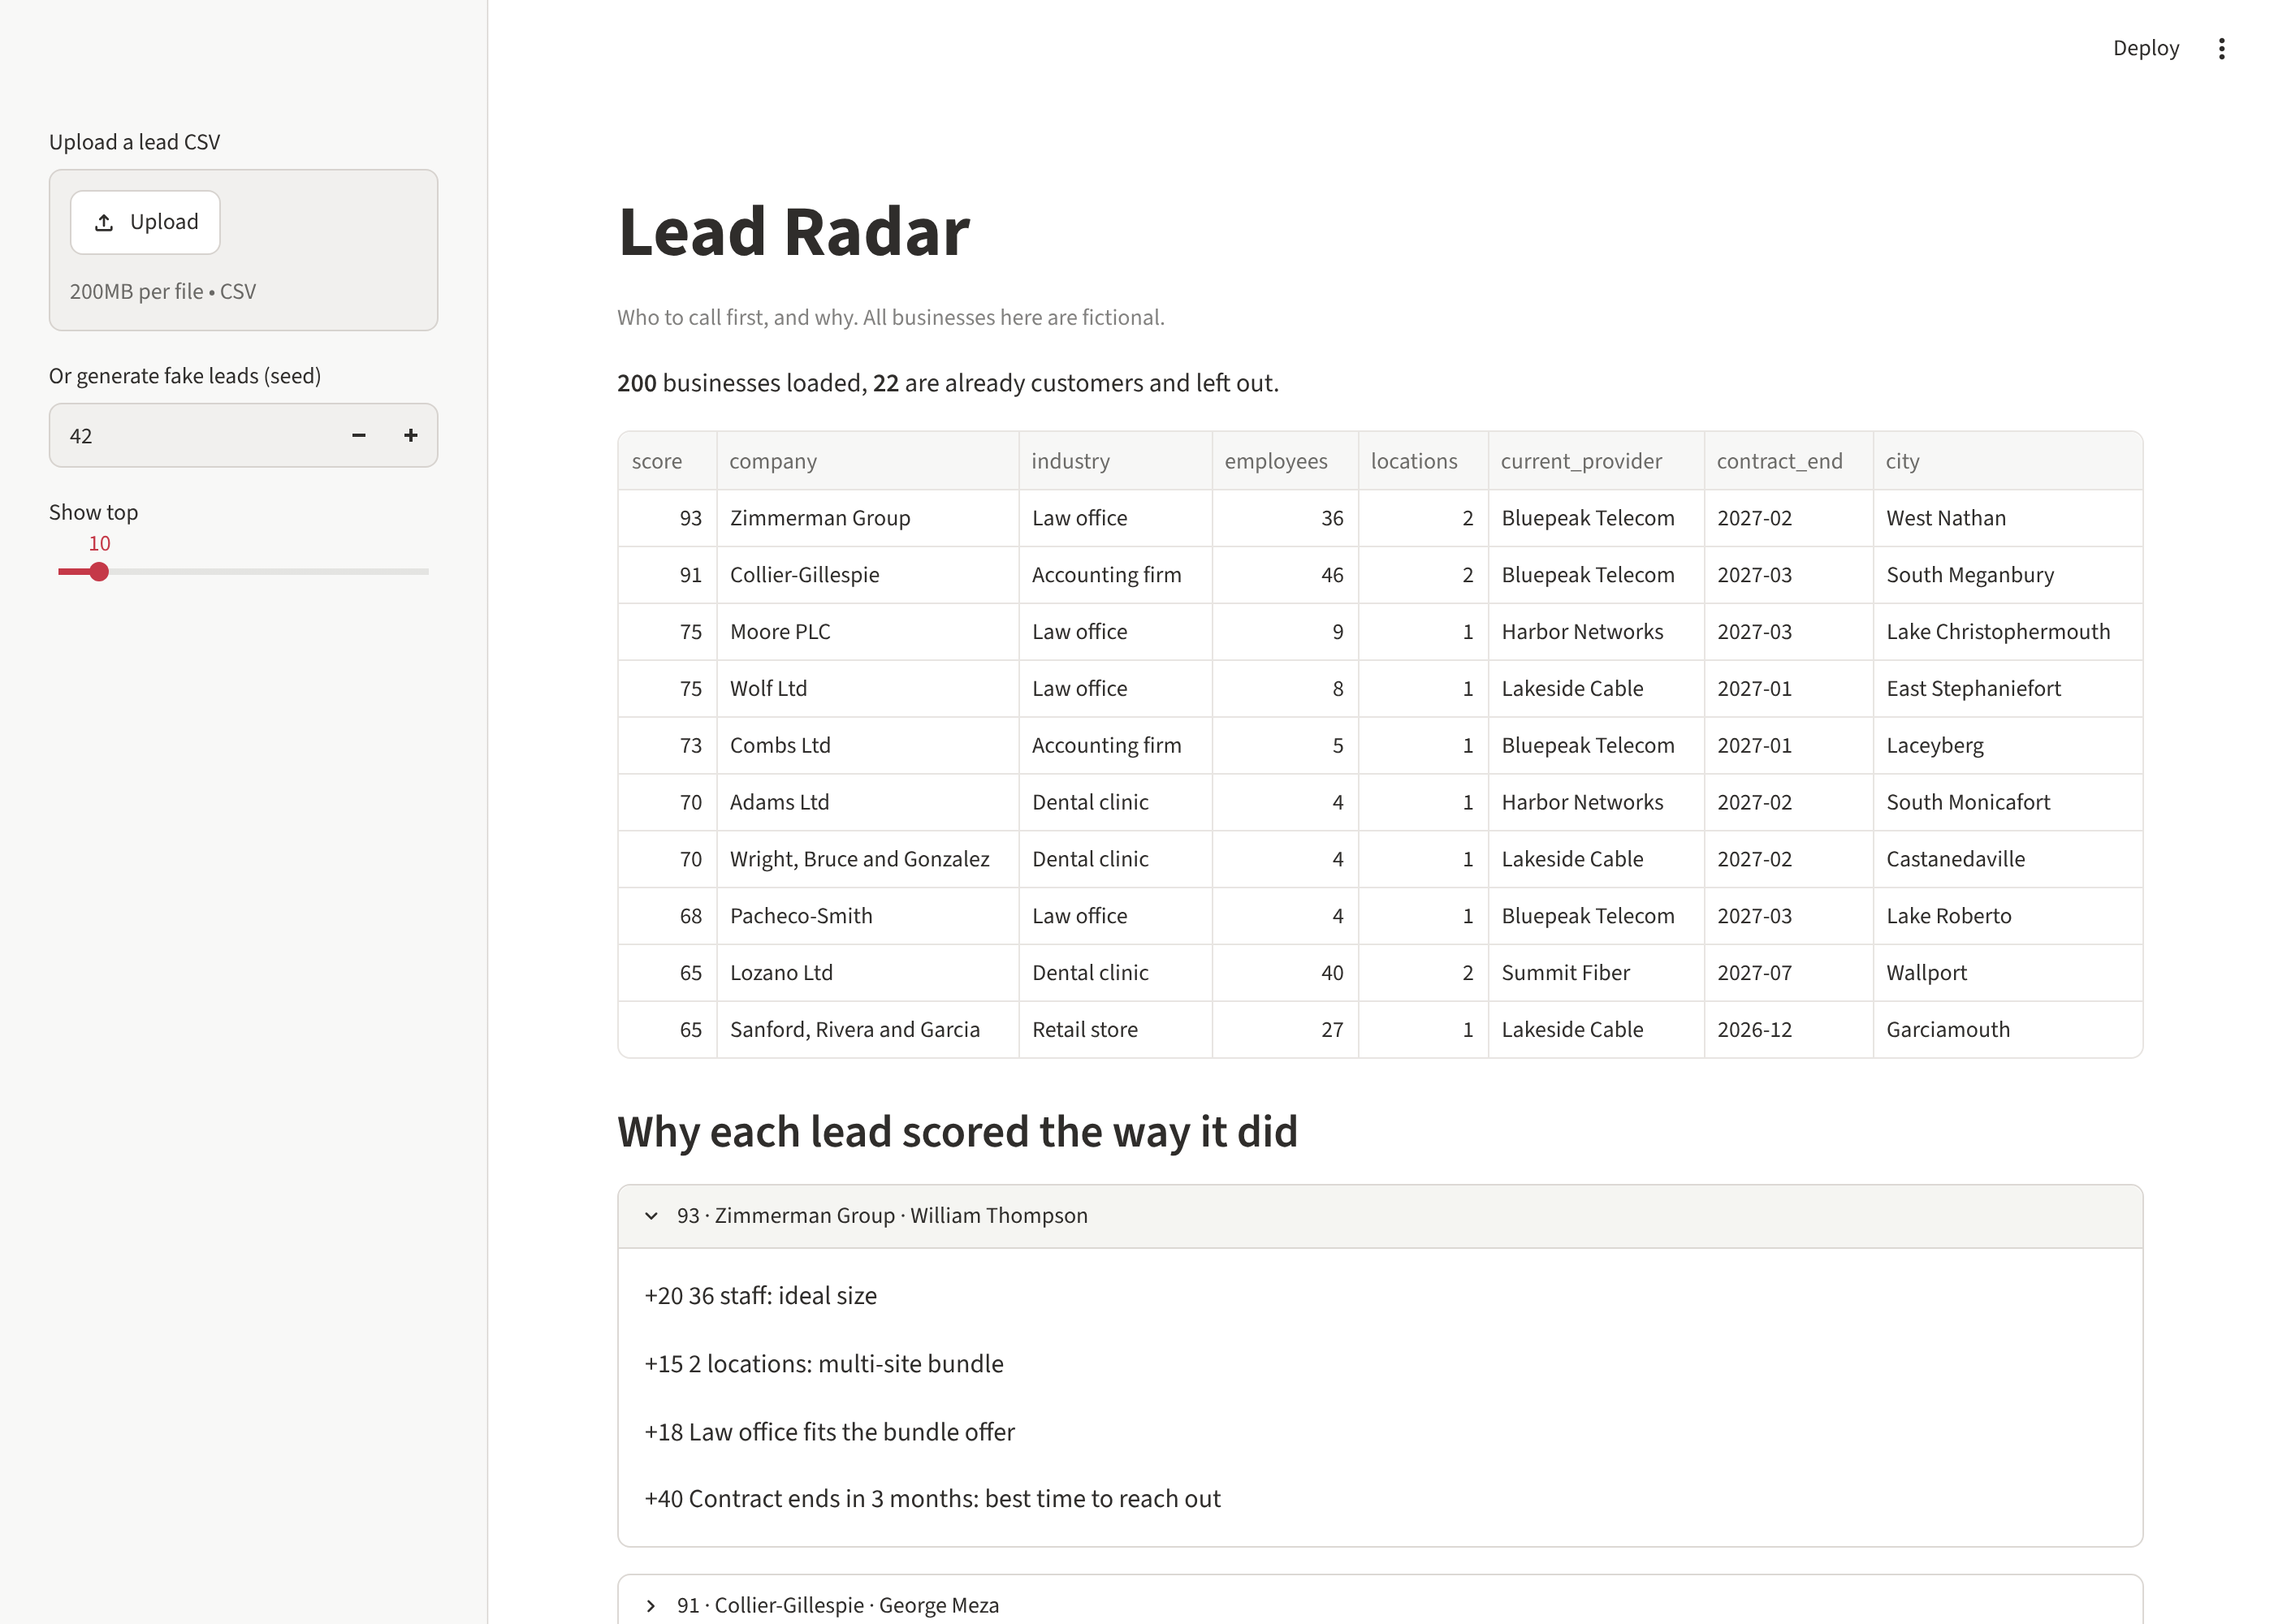 Deploy
Upload a lead CSV
Upload
200MB per file • CSV
Or generate fake leads (seed)
42
Show top
10
Lead Radar
Who to call first, and why. All businesses here are fictional.
200 businesses loaded, 22 are already customers and left out.
score company industry employees locations current_provider contract_end city
93 Zimmerman Group Law office 36 2 Bluepeak Telecom 2027-02 West Nathan
91 Collier-Gillespie Accounting firm 46 2 Bluepeak Telecom 2027-03 South Meganbury
75 Moore PLC Law office 9 1 Harbor Networks 2027-03 Lake Christophermouth
75 Wolf Ltd Law office 8 1 Lakeside Cable 2027-01 East Stephaniefort
73 Combs Ltd Accounting firm 5 1 Bluepeak Telecom 2027-01 Laceyberg
70 Adams Ltd Dental clinic 4 1 Harbor Networks 2027-02 South Monicafort
70 Wright, Bruce and Gonzalez Dental clinic 4 1 Lakeside Cable 2027-02 Castanedaville
68 Pacheco-Smith Law office 4 1 Bluepeak Telecom 2027-03 Lake Roberto
65 Lozano Ltd Dental clinic 40 2 Summit Fiber 2027-07 Wallport
65 Sanford, Rivera and Garcia Retail store 27 1 Lakeside Cable 2026-12 Garciamouth
Why each lead scored the way it did
93 · Zimmerman Group · William Thompson
+20 36 staff: ideal size
+15 2 locations: multi-site bundle
+18 Law office fits the bundle offer
+40 Contract ends in 3 months: best time to reach out
91 · Collier-Gillespie · George Meza